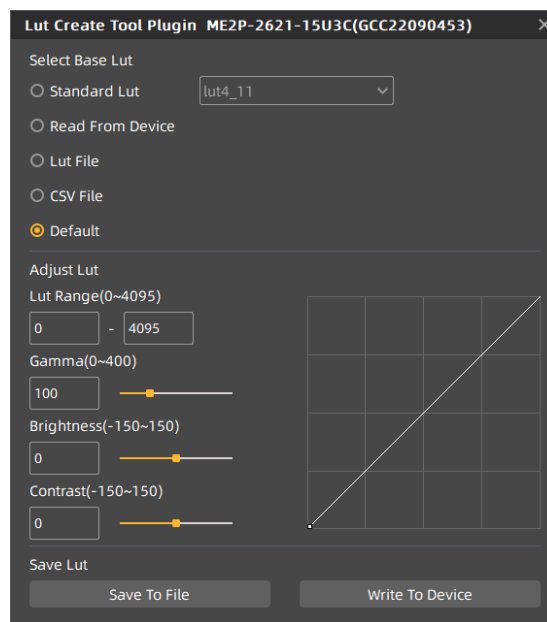 Lut Create Tool Plugin ME2P-2621-15U3C(GCC22090453)
Select Base Lut
Standard Lut lut4_11
Read From Device
Lut File
CSV File
Default
Adjust Lut
Lut Range(0~4095)
0 - 4095
Gamma(0~400)
100
Brightness(-150~150)
0
Contrast(-150~150)
0
Save Lut
Save To File Write To Device